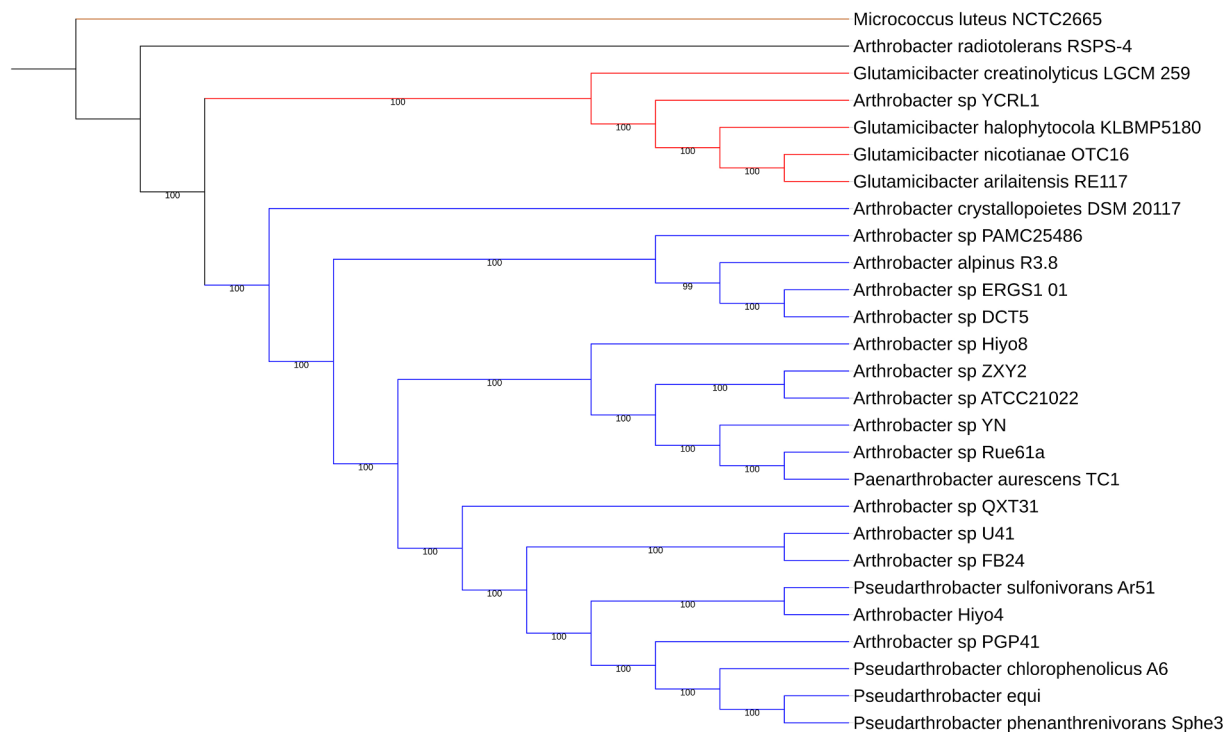 Micrococcus luteus NCTC2665
Arthrobacter radiotolerans RSPS-4
Glutamicibacter creatinolyticus LGCM 259
100
Arthrobacter sp YCRL1
100
Glutamicibacter halophytocola KLBMP5180
100
Glutamicibacter nicotianae OTC16
100
Glutamicibacter arilaitensis RE117
100
Arthrobacter crystallopoietes DSM 20117
Arthrobacter sp PAMC25486
100
Arthrobacter alpinus R3.8
100
99
Arthrobacter sp ERGS1 01
100
Arthrobacter sp DCT5
Arthrobacter sp Hiyo8
100
Arthrobacter sp ZXY2
100
100
Arthrobacter sp ATCC21022
100
Arthrobacter sp YN
100
Arthrobacter sp Rue61a
100
100
Paenarthrobacter aurescens TC1
Arthrobacter sp QXT31
Arthrobacter sp U41
100
100
Arthrobacter sp FB24
Pseudarthrobacter sulfonivorans Ar51
100
100
Arthrobacter Hiyo4
100
Arthrobacter sp PGP41
100
Pseudarthrobacter chlorophenolicus A6
100
Pseudarthrobacter equi
100
Pseudarthrobacter phenanthrenivorans Sphe3